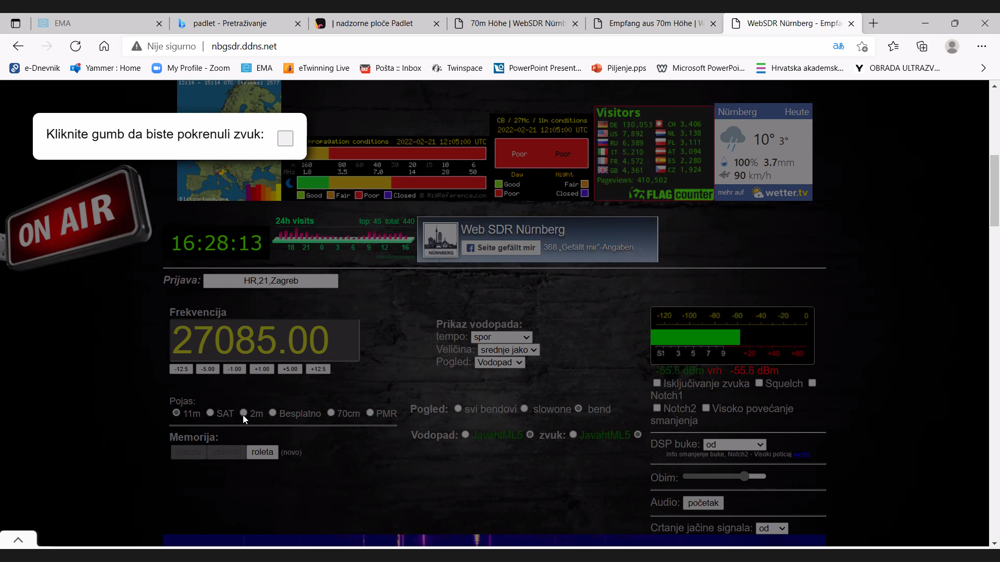 EMA
padlet - Pretraživanje
| nadzorne ploče Padlet
70m Höhe | WebSDR Nürnb
Empfang aus 70m Höhe | W
WebSDR Nürnberg - Empfa
Nije sigurno
nbgsdr.ddns.net
e-Dnevnik
Yammer : Home
My Profile - Zoom
EMA
eTwinning Live
Pošta :: Inbox
Twinspace
PowerPoint Present...
Piljenje.pps
Microsoft PowerPoi...
Hrvatska akademsk...
OBRADA ULTRAZV...
13:14 - 15:14 UTC Strokes: 2577
Kliknite gumb da biste pokrenuli zvuk:
propagation conditions 2022-02-21 12:05:00 UTC
m 160 80 60 40 30 20 15 10 6
MHz 1.8 3.5 7.0 14 28 50
Good Fair Poor Closed © RigReference.com
Blitzortung.org
CB / 27Mc / 11m conditions
2022-02-21 12:05:00 UTC
Poor Poor
Day Night
Good Fair
Poor Closed
Visitors
DE 130,053 CH 3,406
US 7,892 NL 3,138
RU 6,389 PL 3,111
IT 5,210 AT 3,094
FR 4,572 ES 2,280
GB 4,361 CZ 1,924
Pageviews: 410,502
FLAG counter
Nürnberg Heute
10° 3°
100% 3.7mm
90 km/h
mehr auf wetter.tv
ON AIR
16:28:13
24h visits top: 45 total: 440
18 21 0 3 6 9 12 16
revolvermaps
NÜRNBERG
Web SDR Nürnberg
Seite gefällt mir 368 „Gefällt mir“-Angaben
Prijava: HR,21,Zagreb
Frekvencija
27085.00
-12.5 -5.00 -1.00 +1.00 +5.00 +12.5
Pojas:
11m SAT 2m Besplatno 70cm PMR
Memorija:
opoziv izbrisati roleta (novo)
Prikaz vodopada:
tempo: spor
Veličina: srednje jako
Pogled: Vodopad
Pogled: svi bendovi slowone bend
Vodopad: JavahtML5 zvuk: JavahtML5
-120 -100 -80 -60 -40 -20 0
S1 3 5 7 9 +20 +40 +60
-55.8 dBm vrh -55.8 dBm
Isključivanje zvuka Squelch
Notch1
Notch2 Visoko povećanje
smanjenja
DSP buke: od
Info smanjenje buke, Notch2 - Visoki poticaj ovdje
Obim:
Audio: početak
Crtanje jačine signala: od